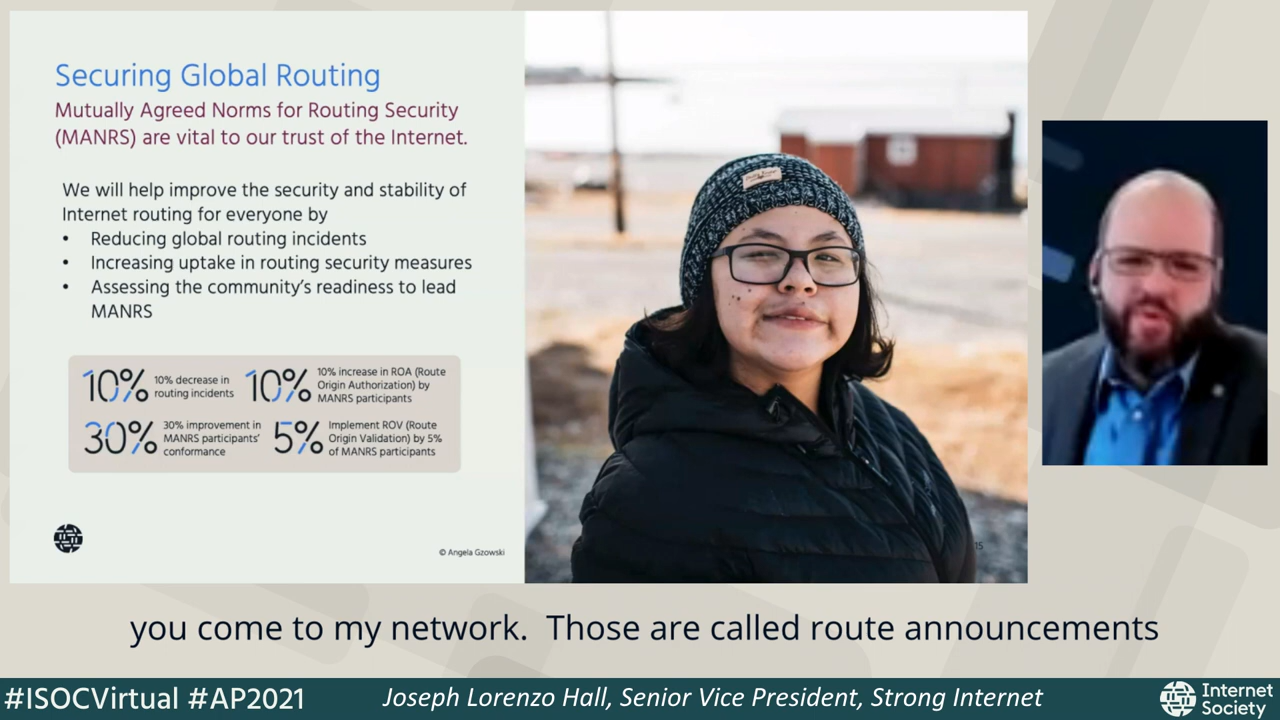 Securing Global Routing
Mutually Agreed Norms for Routing Security
(MANRS) are vital to our trust of the Internet.
We will help improve the security and stability of
Internet routing for everyone by
• Reducing global routing incidents
• Increasing uptake in routing security measures
• Assessing the community's readiness to lead
MANRS
10%
10% decrease in
routing incidents
10%
10% increase in ROA (Route
Origin Authorization) by
MANRS participants
30%
30% improvement in
MANRS participants'
conformance
5%
Implement ROV (Route
Origin Validation) by 5%
of MANRS participants
© Angela Gzowski
15
you come to my network. Those are called route announcements
#ISOCVirtual #AP2021
Joseph Lorenzo Hall, Senior Vice President, Strong Internet
Internet
Society